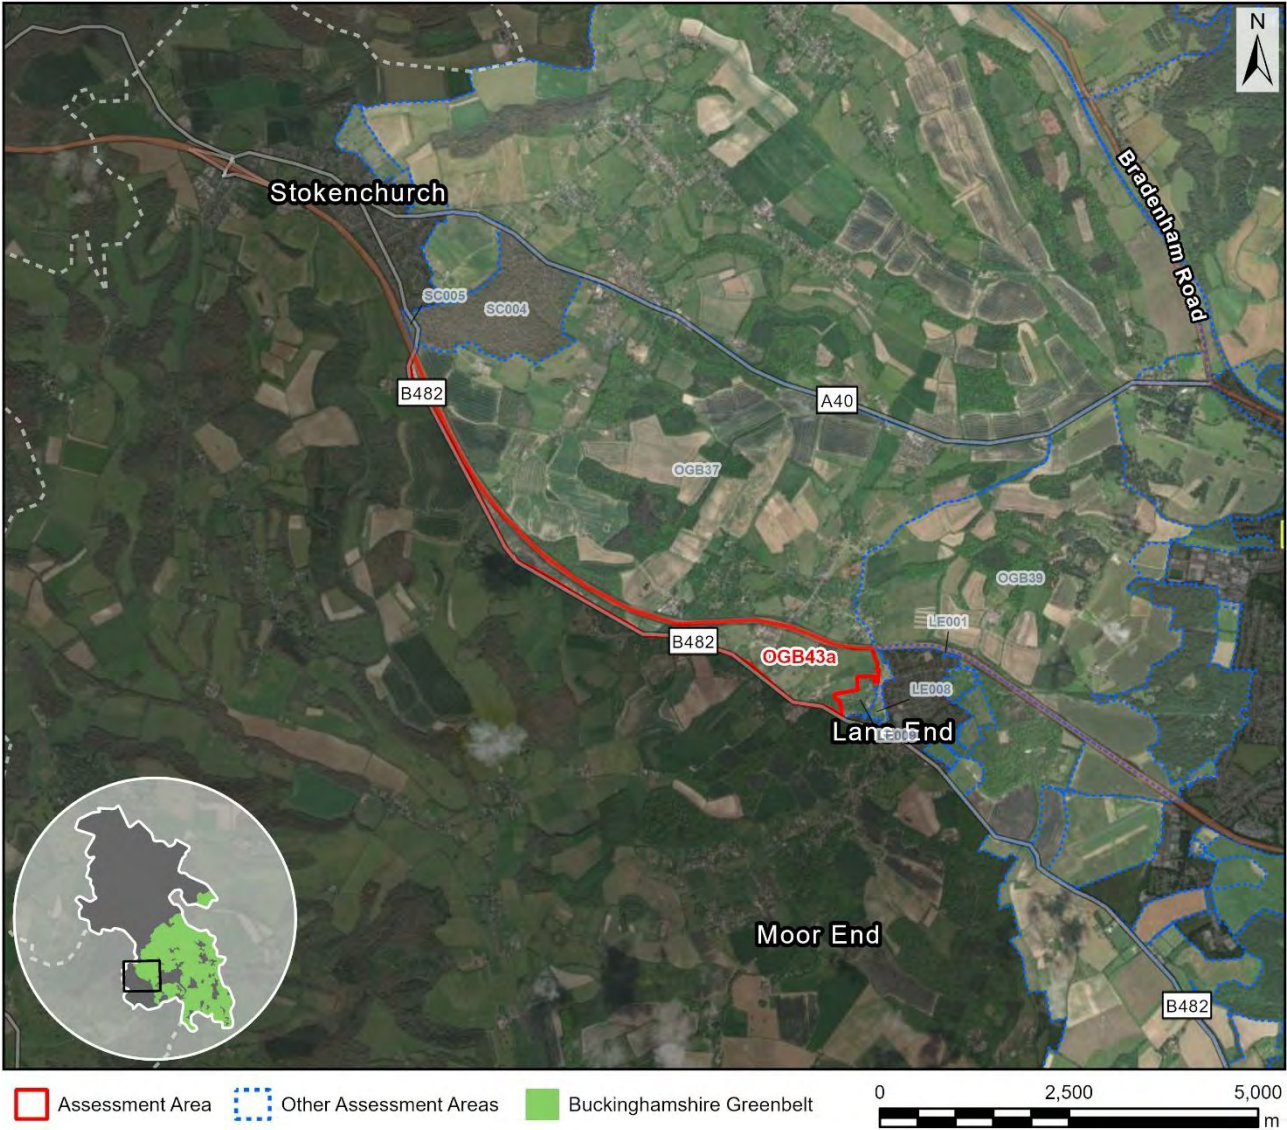 N
Bradenham Road
Stokenchurch
SC005
SC004
B482
A40
OGB37
OGB39
LE001
B482
OGB43a
LE008
Lane End
LE009
Moor End
B482
Assessment Area
Other Assessment Areas
Buckinghamshire Greenbelt
0 2,500 5,000
m